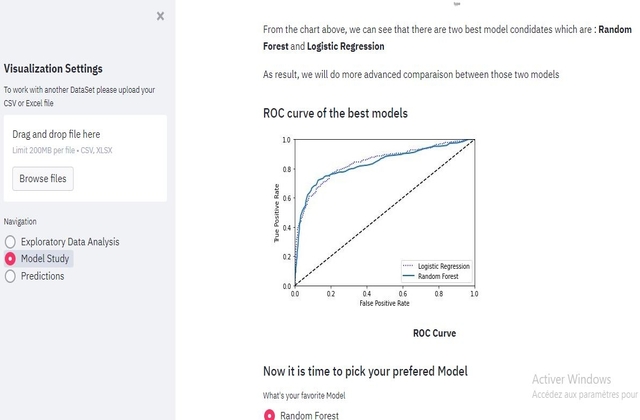 From the chart above, we can see that there are two best model candidates which are : Random
Forest and Logistic Regression
As result, we will do more advanced comparaison between those two models
Visualization Settings
To work with another DataSet please upload your
CSV or Excel file
Drag and drop file here
Limit 200MB per file • CSV, XLSX
Browse files
Navigation
Exploratory Data Analysis
Model Study
Predictions
ROC curve of the best models
1.0
0.8
0.6
0.4
0.2
0.0
True Positive Rate
Logistic Regression
Random Forest
0.0 0.2 0.4 0.6 0.8 1.0
False Positive Rate
ROC Curve
Now it is time to pick your prefered Model
What's your favorite Model
Random Forest
Activer Windows
Accédez aux paramètres pour